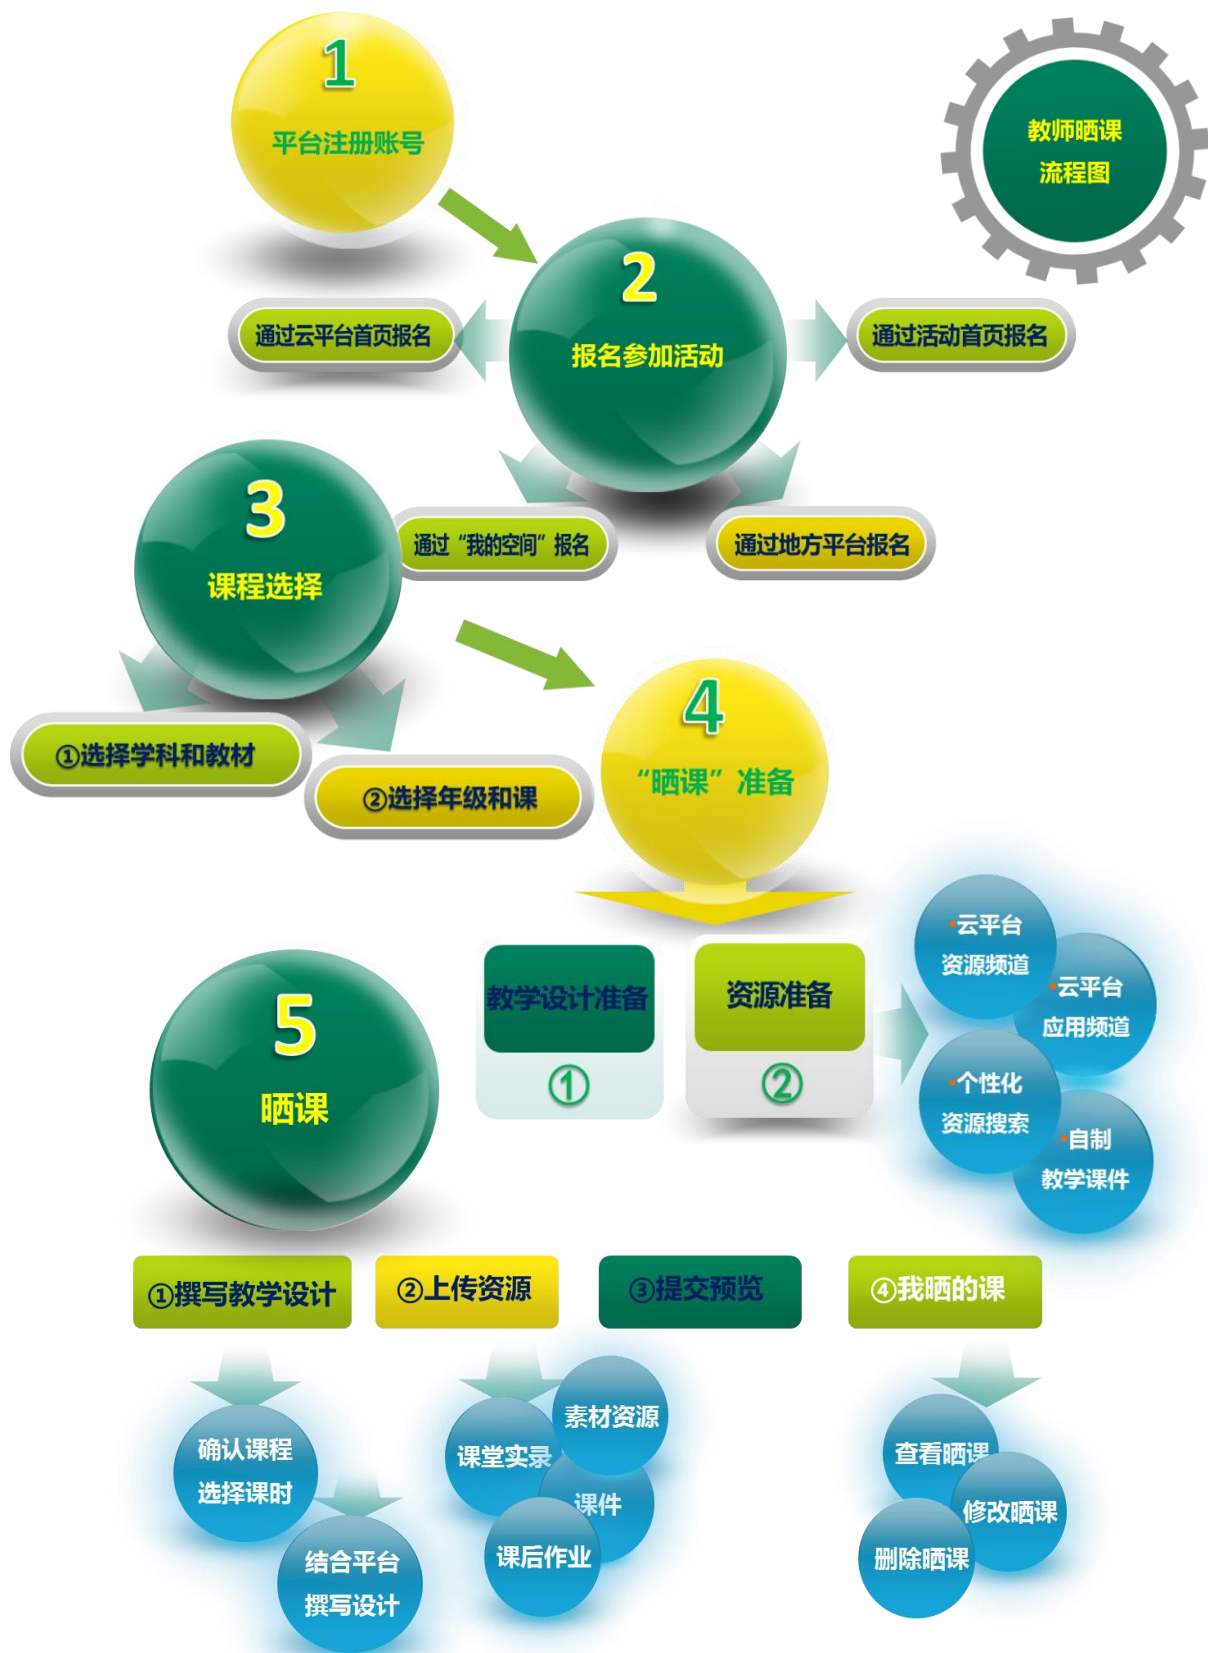 1
平台注册账号
教师晒课
流程图
2
报名参加活动
通过云平台首页报名
通过活动首页报名
通过“我的空间”报名
通过地方平台报名
3
课程选择
①选择学科和教材
②选择年级和课
4
“晒课”准备
教学设计准备
①
资源准备
②
·云平台
资源频道
·云平台
应用频道
·个性化
资源搜索
·自制
教学课件
5
晒课
①撰写教学设计
②上传资源
③提交预览
④我晒的课
确认课程
选择课时
结合平台
撰写设计
素材资源
课堂实录
课件
课后作业
查看晒课
修改晒课
删除晒课